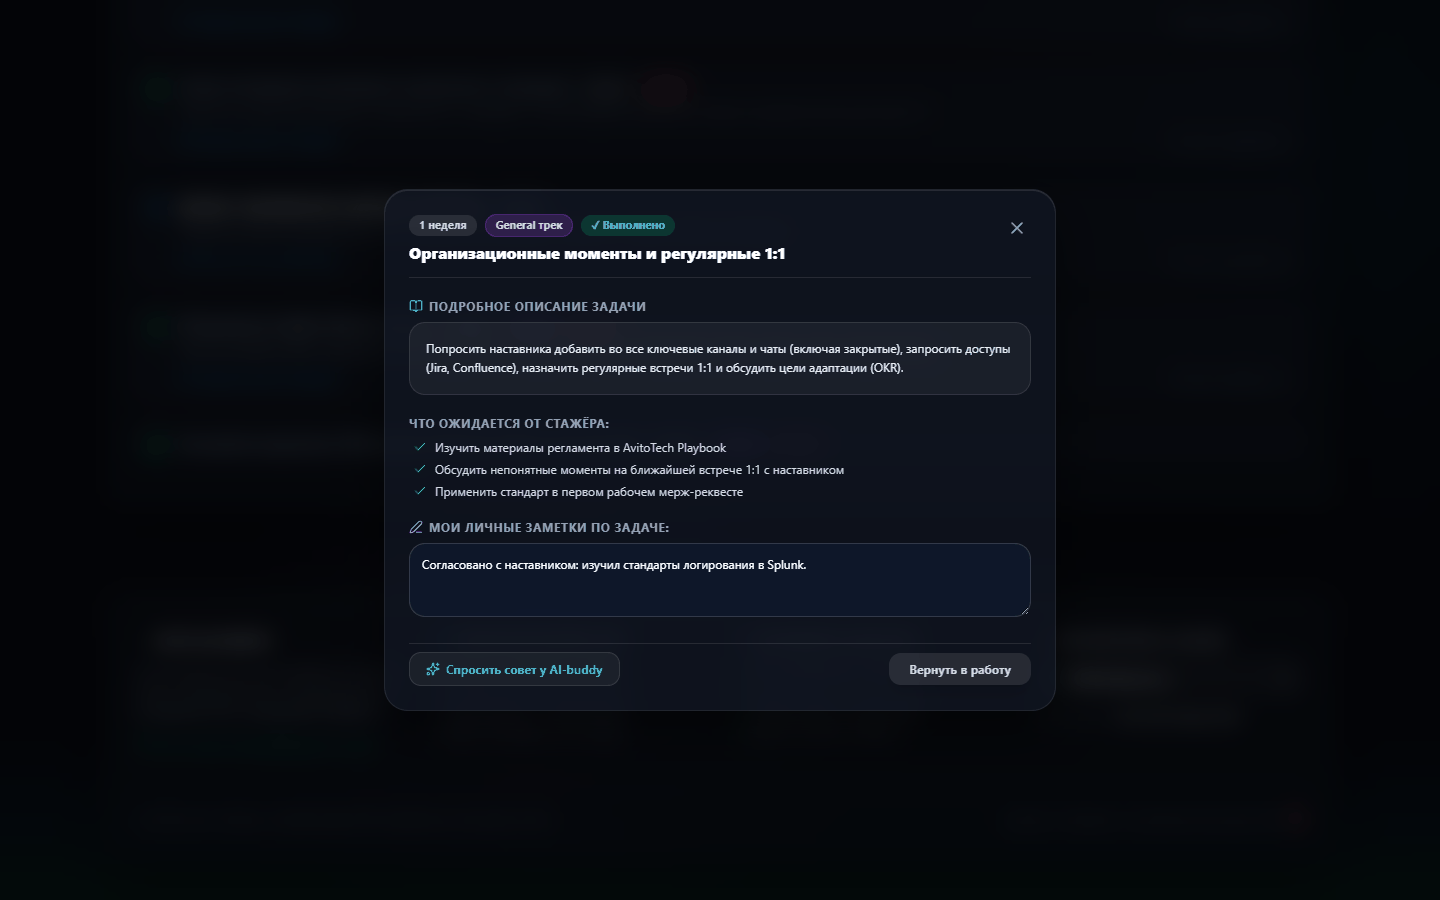 1 неделя General трек ✓ Выполнено
Организационные моменты и регулярные 1:1
ПОДРОБНОЕ ОПИСАНИЕ ЗАДАЧИ
Попросить наставника добавить во все ключевые каналы и чаты (включая закрытые), запросить доступы
(Jira, Confluence), назначить регулярные встречи 1:1 и обсудить цели адаптации (OKR).
ЧТО ОЖИДАЕТСЯ ОТ СТАЖЁРА:
Изучить материалы регламента в AvitoTech Playbook
Обсудить непонятные моменты на ближайшей встрече 1:1 с наставником
Применить стандарт в первом рабочем мерж-реквесте
МОИ ЛИЧНЫЕ ЗАМЕТКИ ПО ЗАДАЧЕ:
Согласовано с наставником: изучил стандарты логирования в Splunk.
Спросить совет у AI-buddy
Вернуть в работу